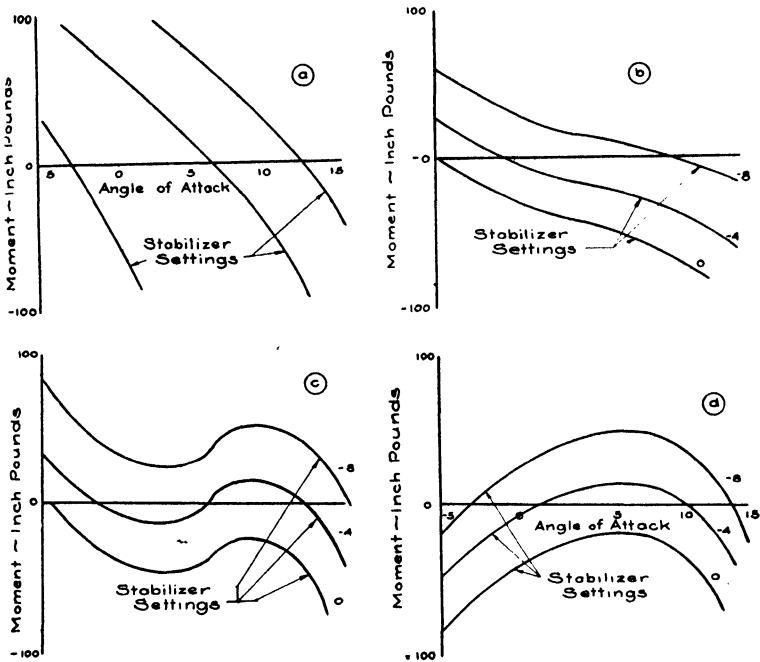 100
a
Moment ~ Inch Pounds
0
5
0
5
10
15
Angle of Attack
Stabilizer
Settings
-100
100
b
Moment ~ Inch Pounds
-0
-8
Stabilizer
Settings
-4
0
-100
100
c
Moment ~ Inch Pounds
-8
0
-4
Stabilizer
Settings
0
-100
100
d
Moment ~ Inch Pounds
-8
0
-5
0
5
10
15
Angle of Attack
-4
Stabilizer
Settings
0
-100